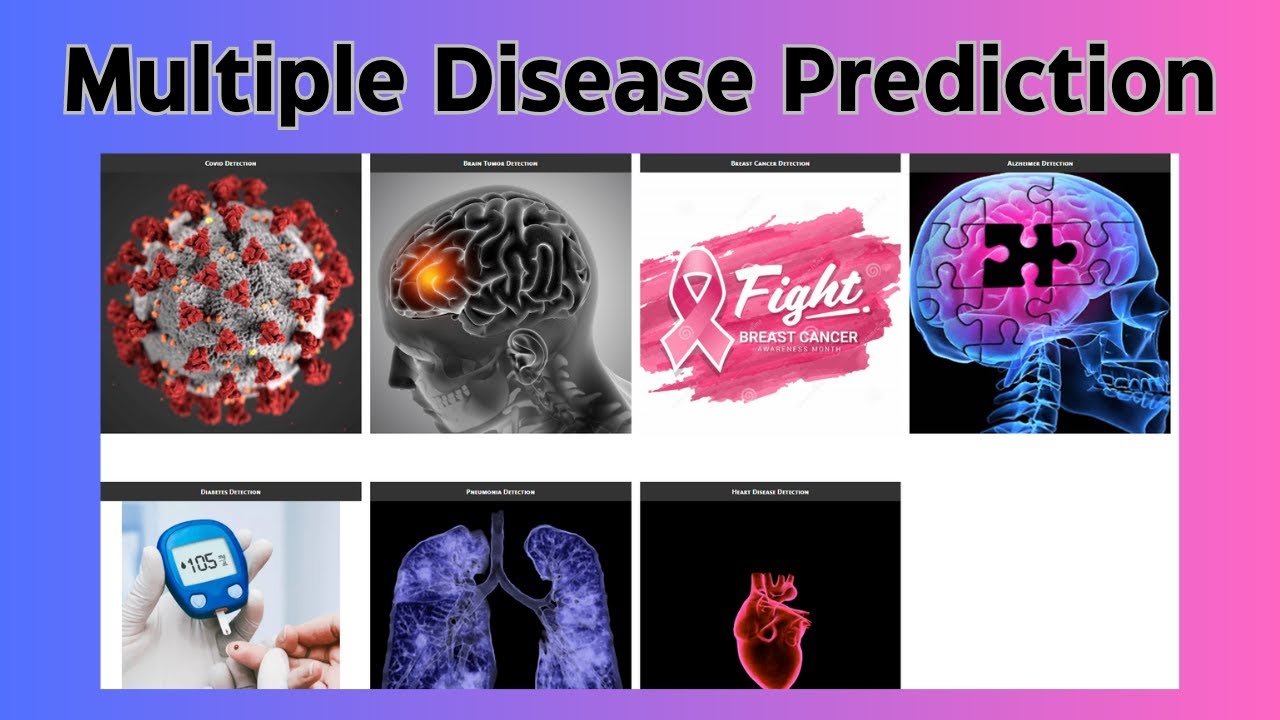 Multiple Disease Prediction
Covid Detection
Brain Tumor Detection
Breast Cancer Detection
Alzheimer Detection
Fight.
BREAST CANCER
AWARENESS MONTH
Diabetes Detection
Pneumonia Detection
Heart Disease Detection
105